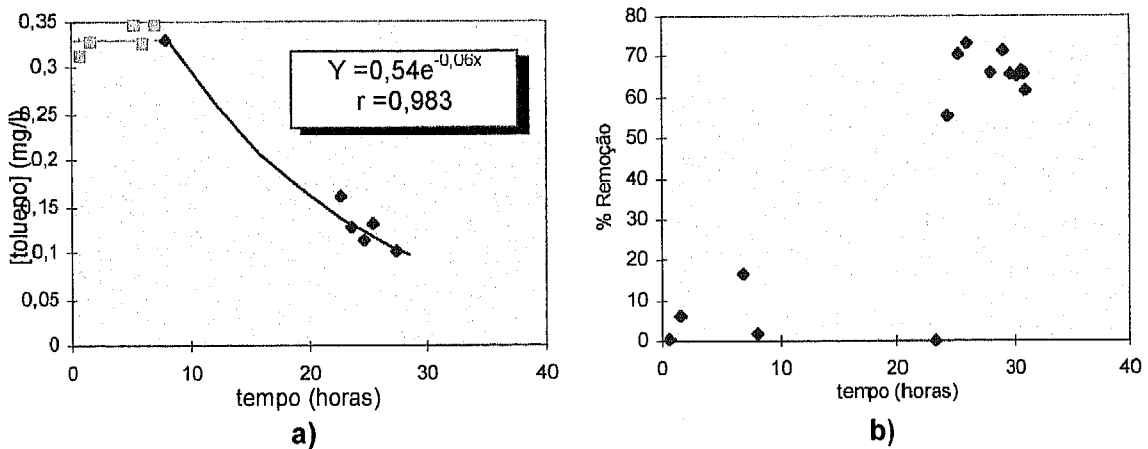 0,35
0,3
0,25
0,2
0,15
0,1
0,05
0
[tolueno] (mg/l)
Y =0,54e^-0,06x
r =0,983
0 10 20 30 40
tempo (horas)
a)
80
70
60
50
40
30
20
10
0
% Remoção
0 10 20 30 40
tempo (horas)
b)